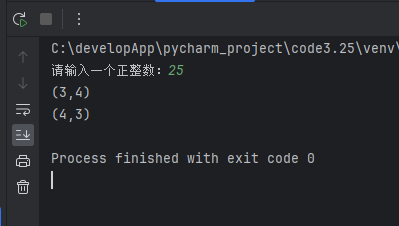 C:\developApp\pycharm_project\code3.25\venv\
请输入一个正整数：25
(3,4)
(4,3)
Process finished with exit code 0